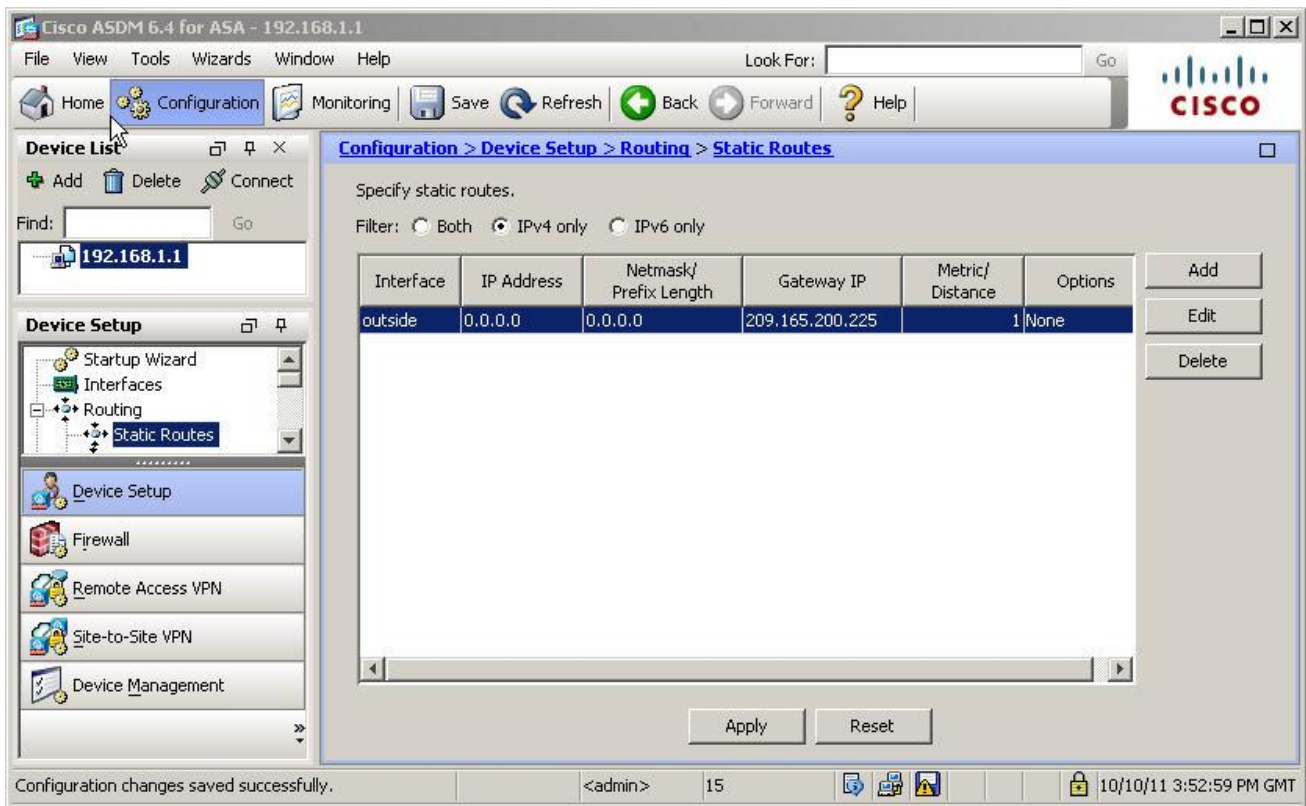 Cisco ASDM 6.4 for ASA - 192.168.1.1
File View Tools Wizards Window Help Look For: Go
Home Configuration Monitoring Save Refresh Back Forward Help
CISCO
Device List
Add Delete Connect
Find: Go
192.168.1.1
Device Setup
Startup Wizard
Interfaces
Routing
Static Routes
Device Setup
Firewall
Remote Access VPN
Site-to-Site VPN
Device Management
Configuration > Device Setup > Routing > Static Routes
Specify static routes.
Filter: Both IPv4 only IPv6 only
Interface IP Address Netmask/ Prefix Length Gateway IP Metric/ Distance Options
outside 0.0.0.0 0.0.0.0 209.165.200.225 1 None
Add
Edit
Delete
Apply Reset
Configuration changes saved successfully. <admin> 15 10/10/11 3:52:59 PM GMT